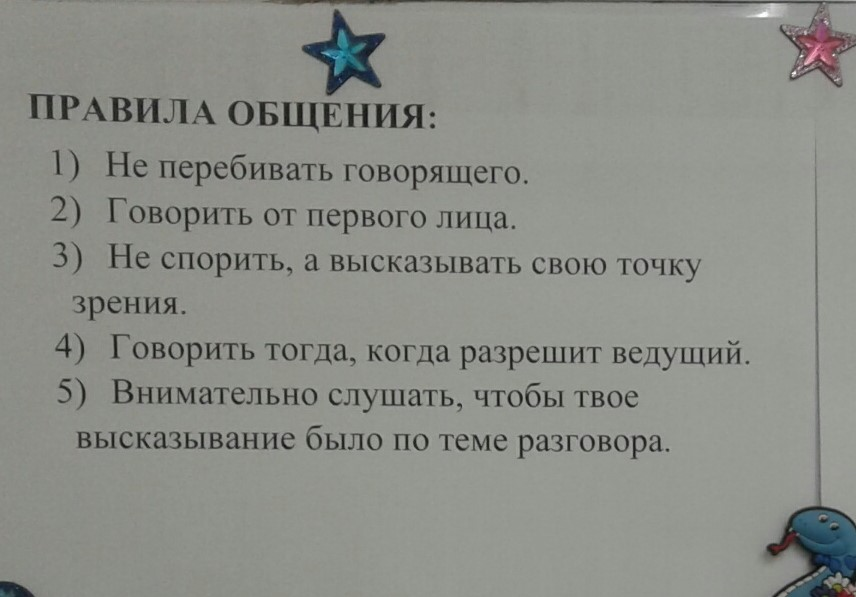 ПРАВИЛА ОБЩЕНИЯ:
1) Не перебивать говорящего.
2) Говорить от первого лица.
3) Не спорить, а высказывать свою точку
зрения.
4) Говорить тогда, когда разрешит ведущий.
5) Внимательно слушать, чтобы твое
высказывание было по теме разговора.